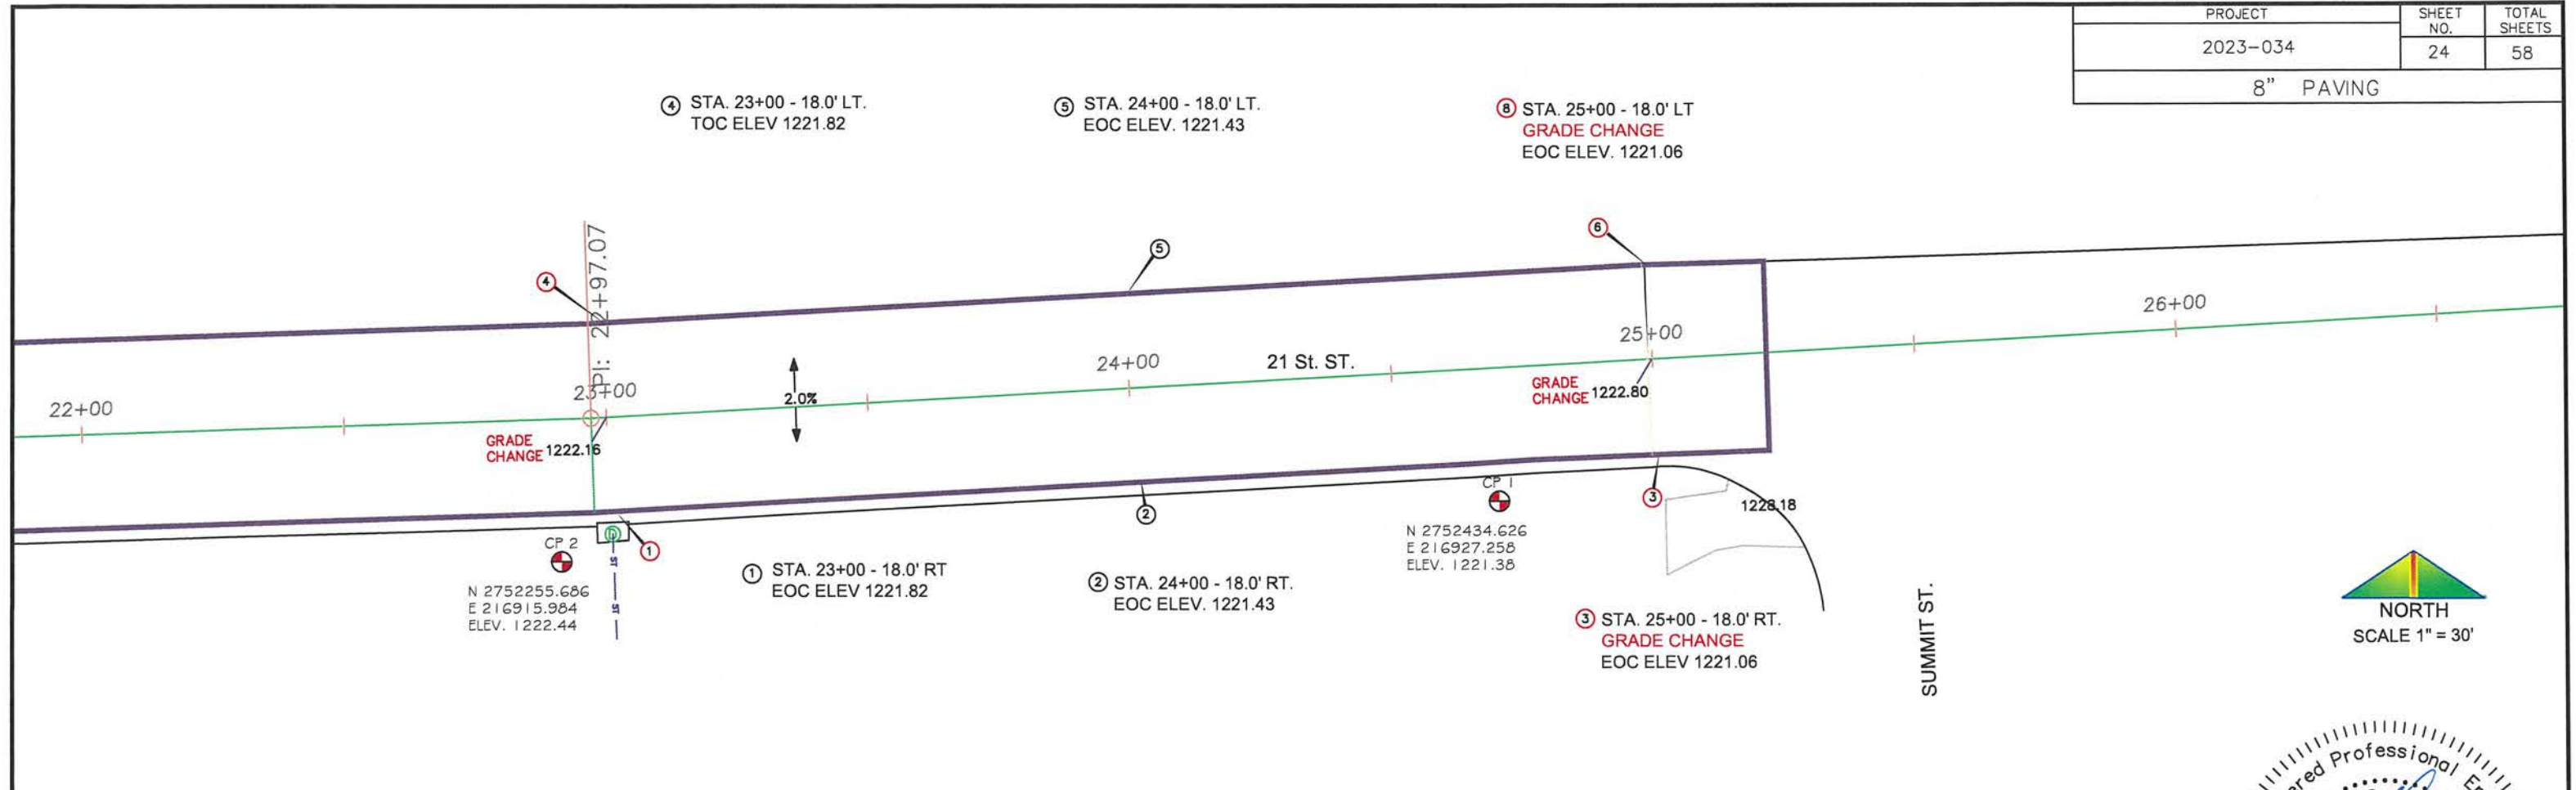 PROJECT
SHEET
NO.
TOTAL
SHEETS
2023-034
24
58
8" PAVING
4 STA. 23+00 - 18.0' LT.
TOC ELEV 1221.82
5 STA. 24+00 - 18.0' LT.
EOC ELEV. 1221.43
8 STA. 25+00 - 18.0' LT
GRADE CHANGE
EOC ELEV. 1221.06
PI: 22+97.07
4
5
6
22+00
23+00
24+00
25+00
26+00
21 St. ST.
2.0%
GRADE
CHANGE 1222.16
GRADE
CHANGE 1222.80
1
2
3
CP 2
N 2752255.686
E 216915.984
ELEV. 1222.44
D
ST
ST
1 STA. 23+00 - 18.0' RT
EOC ELEV 1221.82
2 STA. 24+00 - 18.0' RT.
EOC ELEV. 1221.43
CP 1
N 2752434.626
E 216927.258
ELEV. 1221.38
1223.18
3 STA. 25+00 - 18.0' RT.
GRADE CHANGE
EOC ELEV 1221.06
SUMMIT ST.
NORTH
SCALE 1" = 30'
ered Professional E